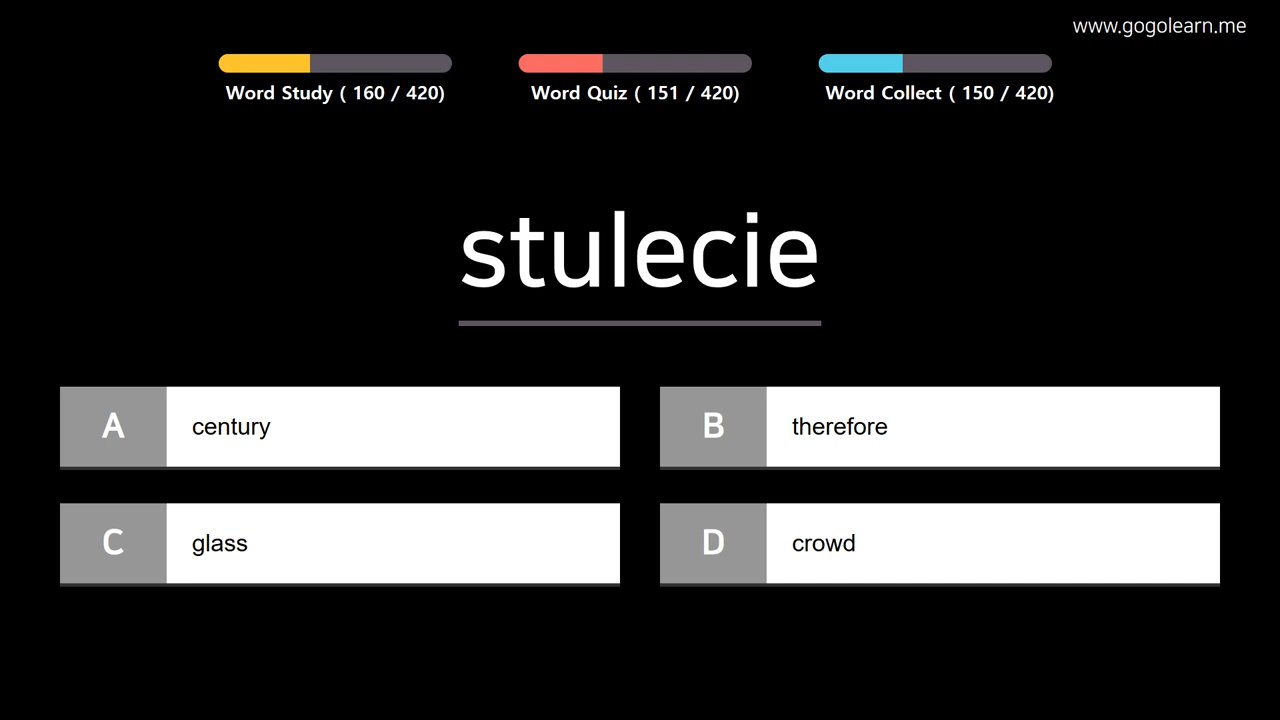 www.gogolearn.me
Word Study ( 160 / 420)
Word Quiz ( 151 / 420)
Word Collect ( 150 / 420)
stulecie
A century
B therefore
C glass
D crowd